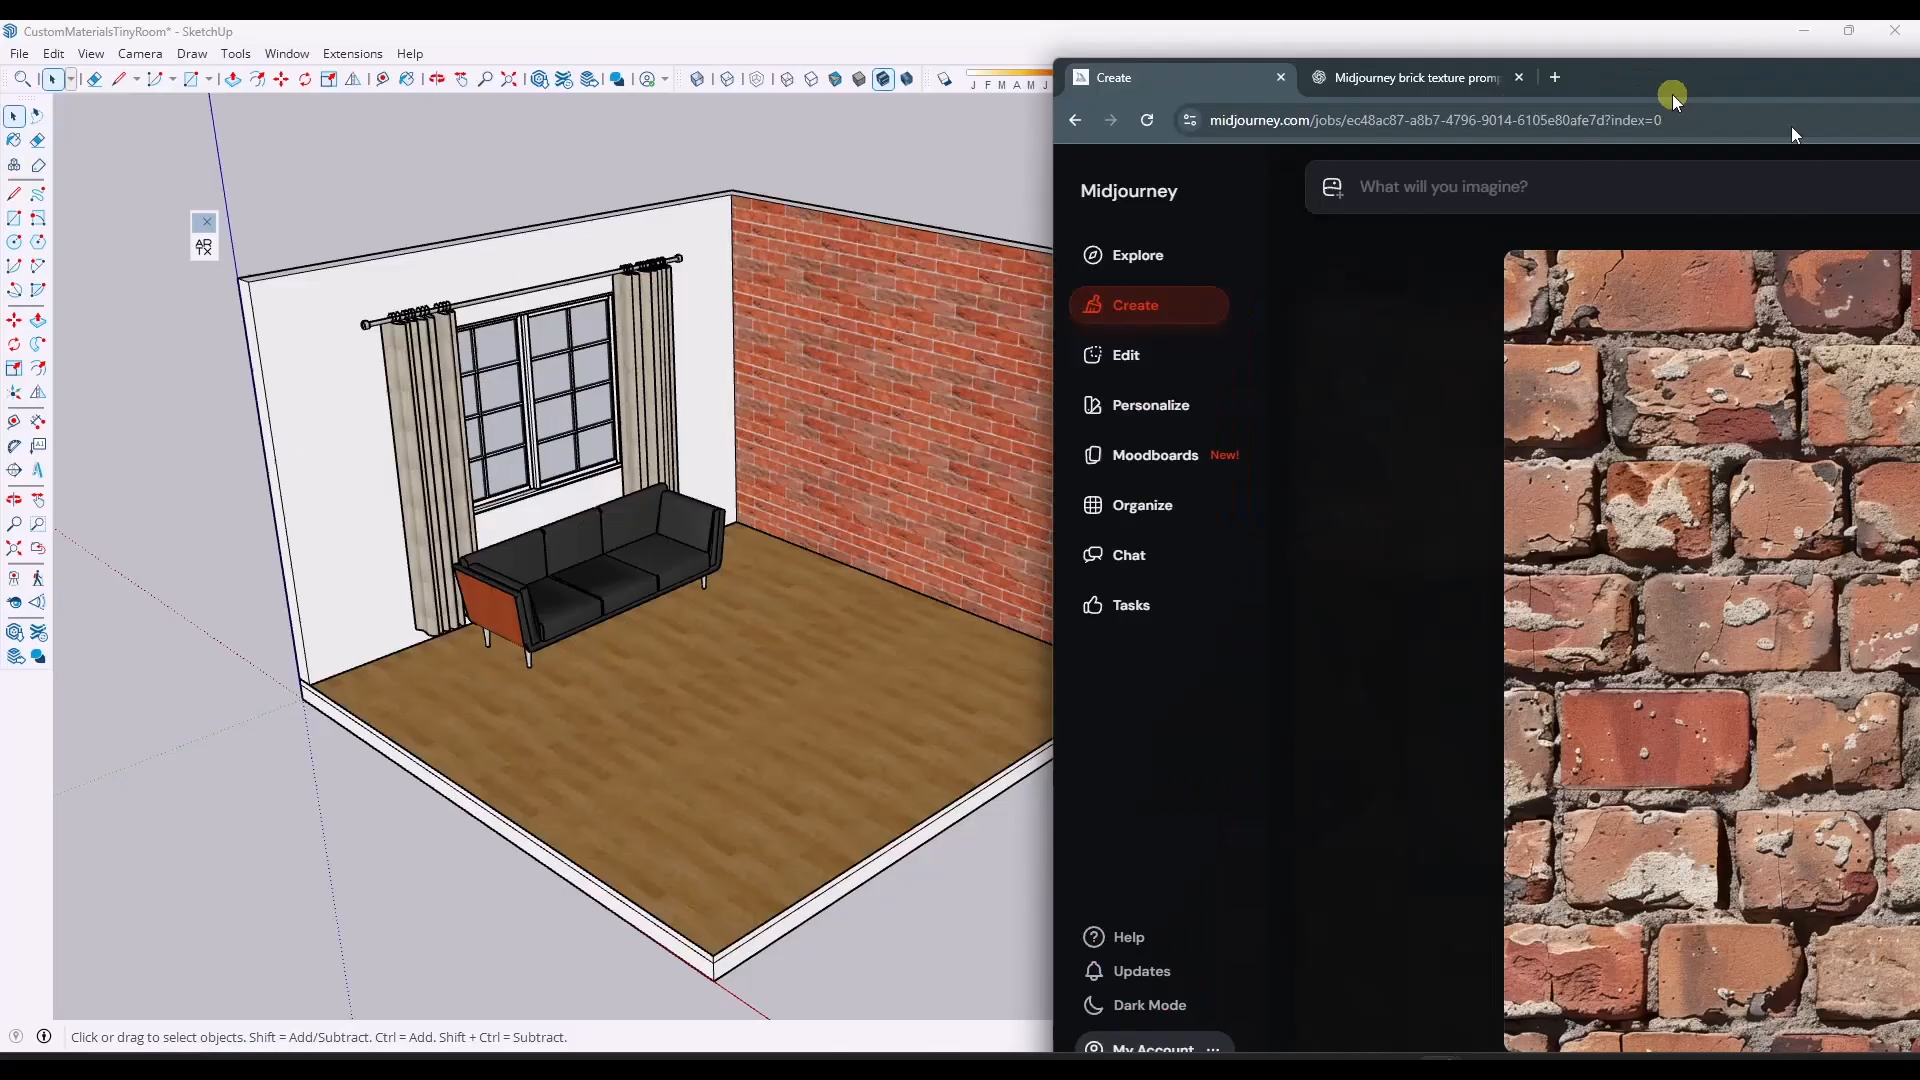 CustomMaterialsTinyRoom* - SketchUp
File Edit View Camera Draw Tools Window Extensions Help
J F M A M J
AR
TX
Create
Midjourney brick texture promp
midjourney.com/jobs/ec48ac87-a8b7-4796-9014-6105e80afe7d?index=0
Midjourney
What will you imagine?
Explore
Create
Edit
Personalize
Moodboards New!
Organize
Chat
Tasks
Help
Updates
Dark Mode
My Account ...
Click or drag to select objects. Shift = Add/Subtract. Ctrl = Add. Shift + Ctrl = Subtract.